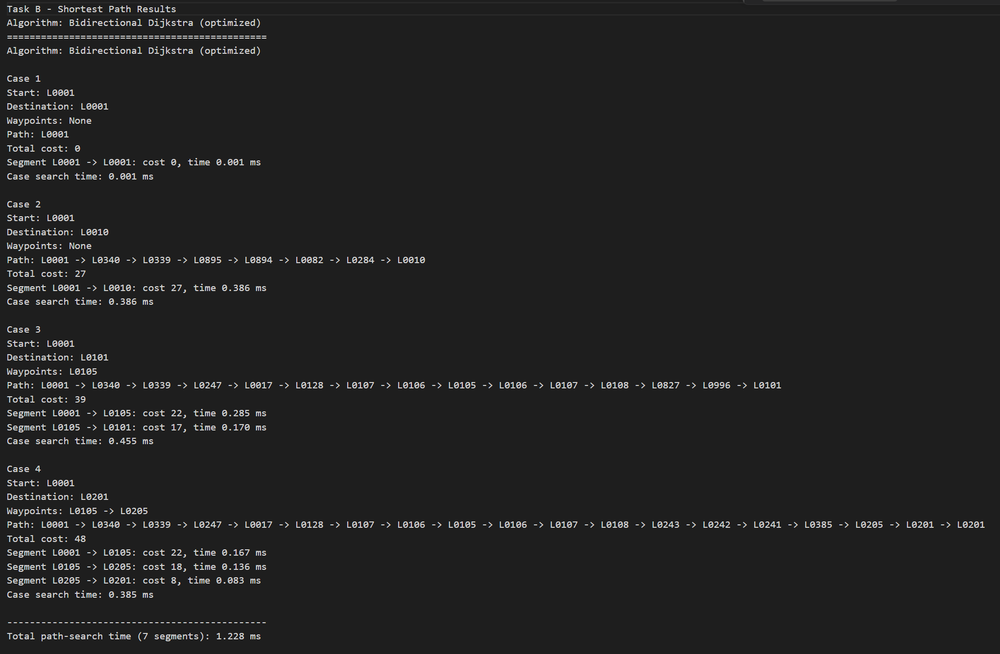 Task B - Shortest Path Results
Algorithm: Bidirectional Dijkstra (optimized)
==============================================
Algorithm: Bidirectional Dijkstra (optimized)

Case 1
Start: L0001
Destination: L0001
Waypoints: None
Path: L0001
Total cost: 0
Segment L0001 -> L0001: cost 0, time 0.001 ms
Case search time: 0.001 ms

Case 2
Start: L0001
Destination: L0010
Waypoints: None
Path: L0001 -> L0340 -> L0339 -> L0895 -> L0894 -> L0082 -> L0284 -> L0010
Total cost: 27
Segment L0001 -> L0010: cost 27, time 0.386 ms
Case search time: 0.386 ms

Case 3
Start: L0001
Destination: L0101
Waypoints: L0105
Path: L0001 -> L0340 -> L0339 -> L0247 -> L0017 -> L0128 -> L0107 -> L0106 -> L0105 -> L0106 -> L0107 -> L0108 -> L0827 -> L0996 -> L0101
Total cost: 39
Segment L0001 -> L0105: cost 22, time 0.285 ms
Segment L0105 -> L0101: cost 17, time 0.170 ms
Case search time: 0.455 ms

Case 4
Start: L0001
Destination: L0201
Waypoints: L0105 -> L0205
Path: L0001 -> L0340 -> L0339 -> L0247 -> L0017 -> L0128 -> L0107 -> L0106 -> L0105 -> L0106 -> L0107 -> L0108 -> L0243 -> L0242 -> L0241 -> L0385 -> L0205 -> L0201 -> L0201
Total cost: 48
Segment L0001 -> L0105: cost 22, time 0.167 ms
Segment L0105 -> L0205: cost 18, time 0.136 ms
Segment L0205 -> L0201: cost 8, time 0.083 ms
Case search time: 0.385 ms

----------------------------------------------
Total path-search time (7 segments): 1.228 ms